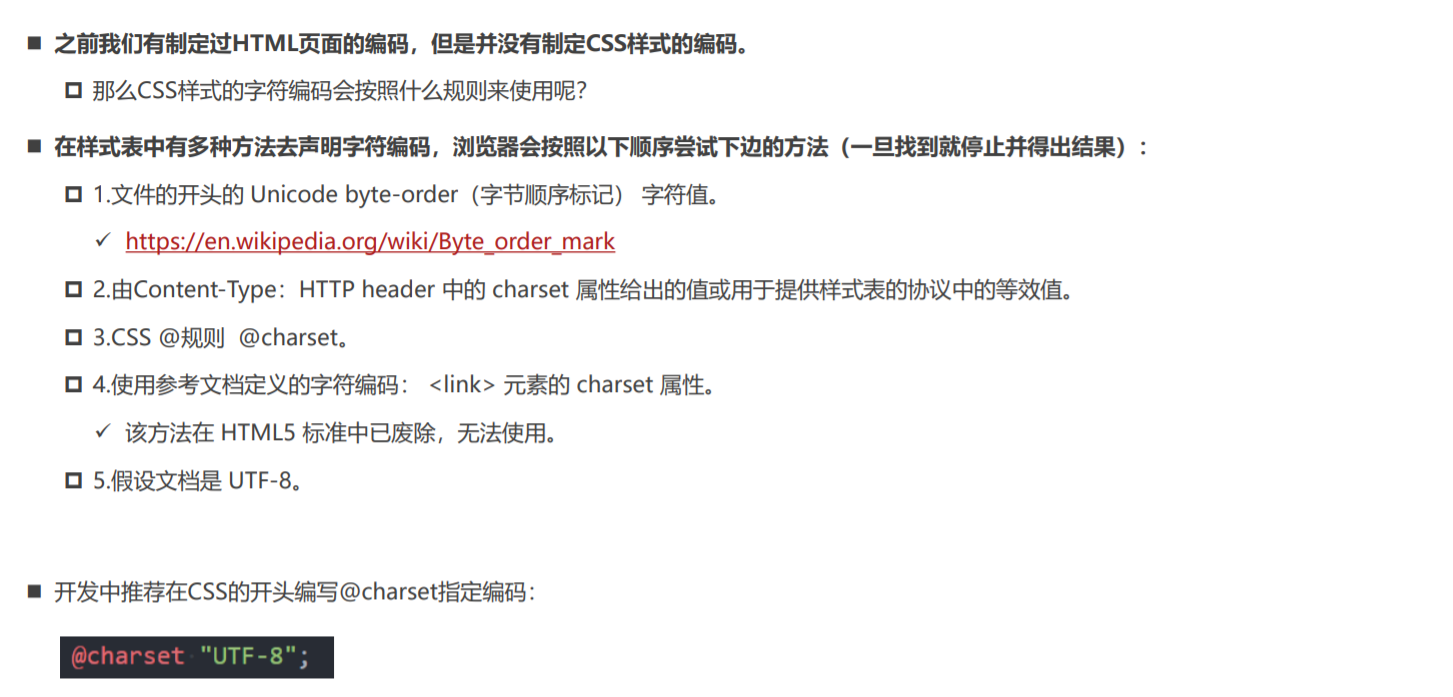 之前我们有制定过HTML页面的编码，但是并没有制定CSS样式的编码。
那么CSS样式的字符编码会按照什么规则来使用呢？
在样式表中有多种方法去声明字符编码，浏览器会按照以下顺序尝试下边的方法（一旦找到就停止并得出结果）：
1.文件的开头的 Unicode byte-order（字节顺序标记） 字符值。
https://en.wikipedia.org/wiki/Byte_order_mark
2.由Content-Type：HTTP header 中的 charset 属性给出的值或用于提供样式表的协议中的等效值。
3.CSS @规则  @charset。
4.使用参考文档定义的字符编码： <link> 元素的 charset 属性。
该方法在 HTML5 标准中已废除，无法使用。
5.假设文档是 UTF-8。
开发中推荐在CSS的开头编写@charset指定编码：
@charset "UTF-8";